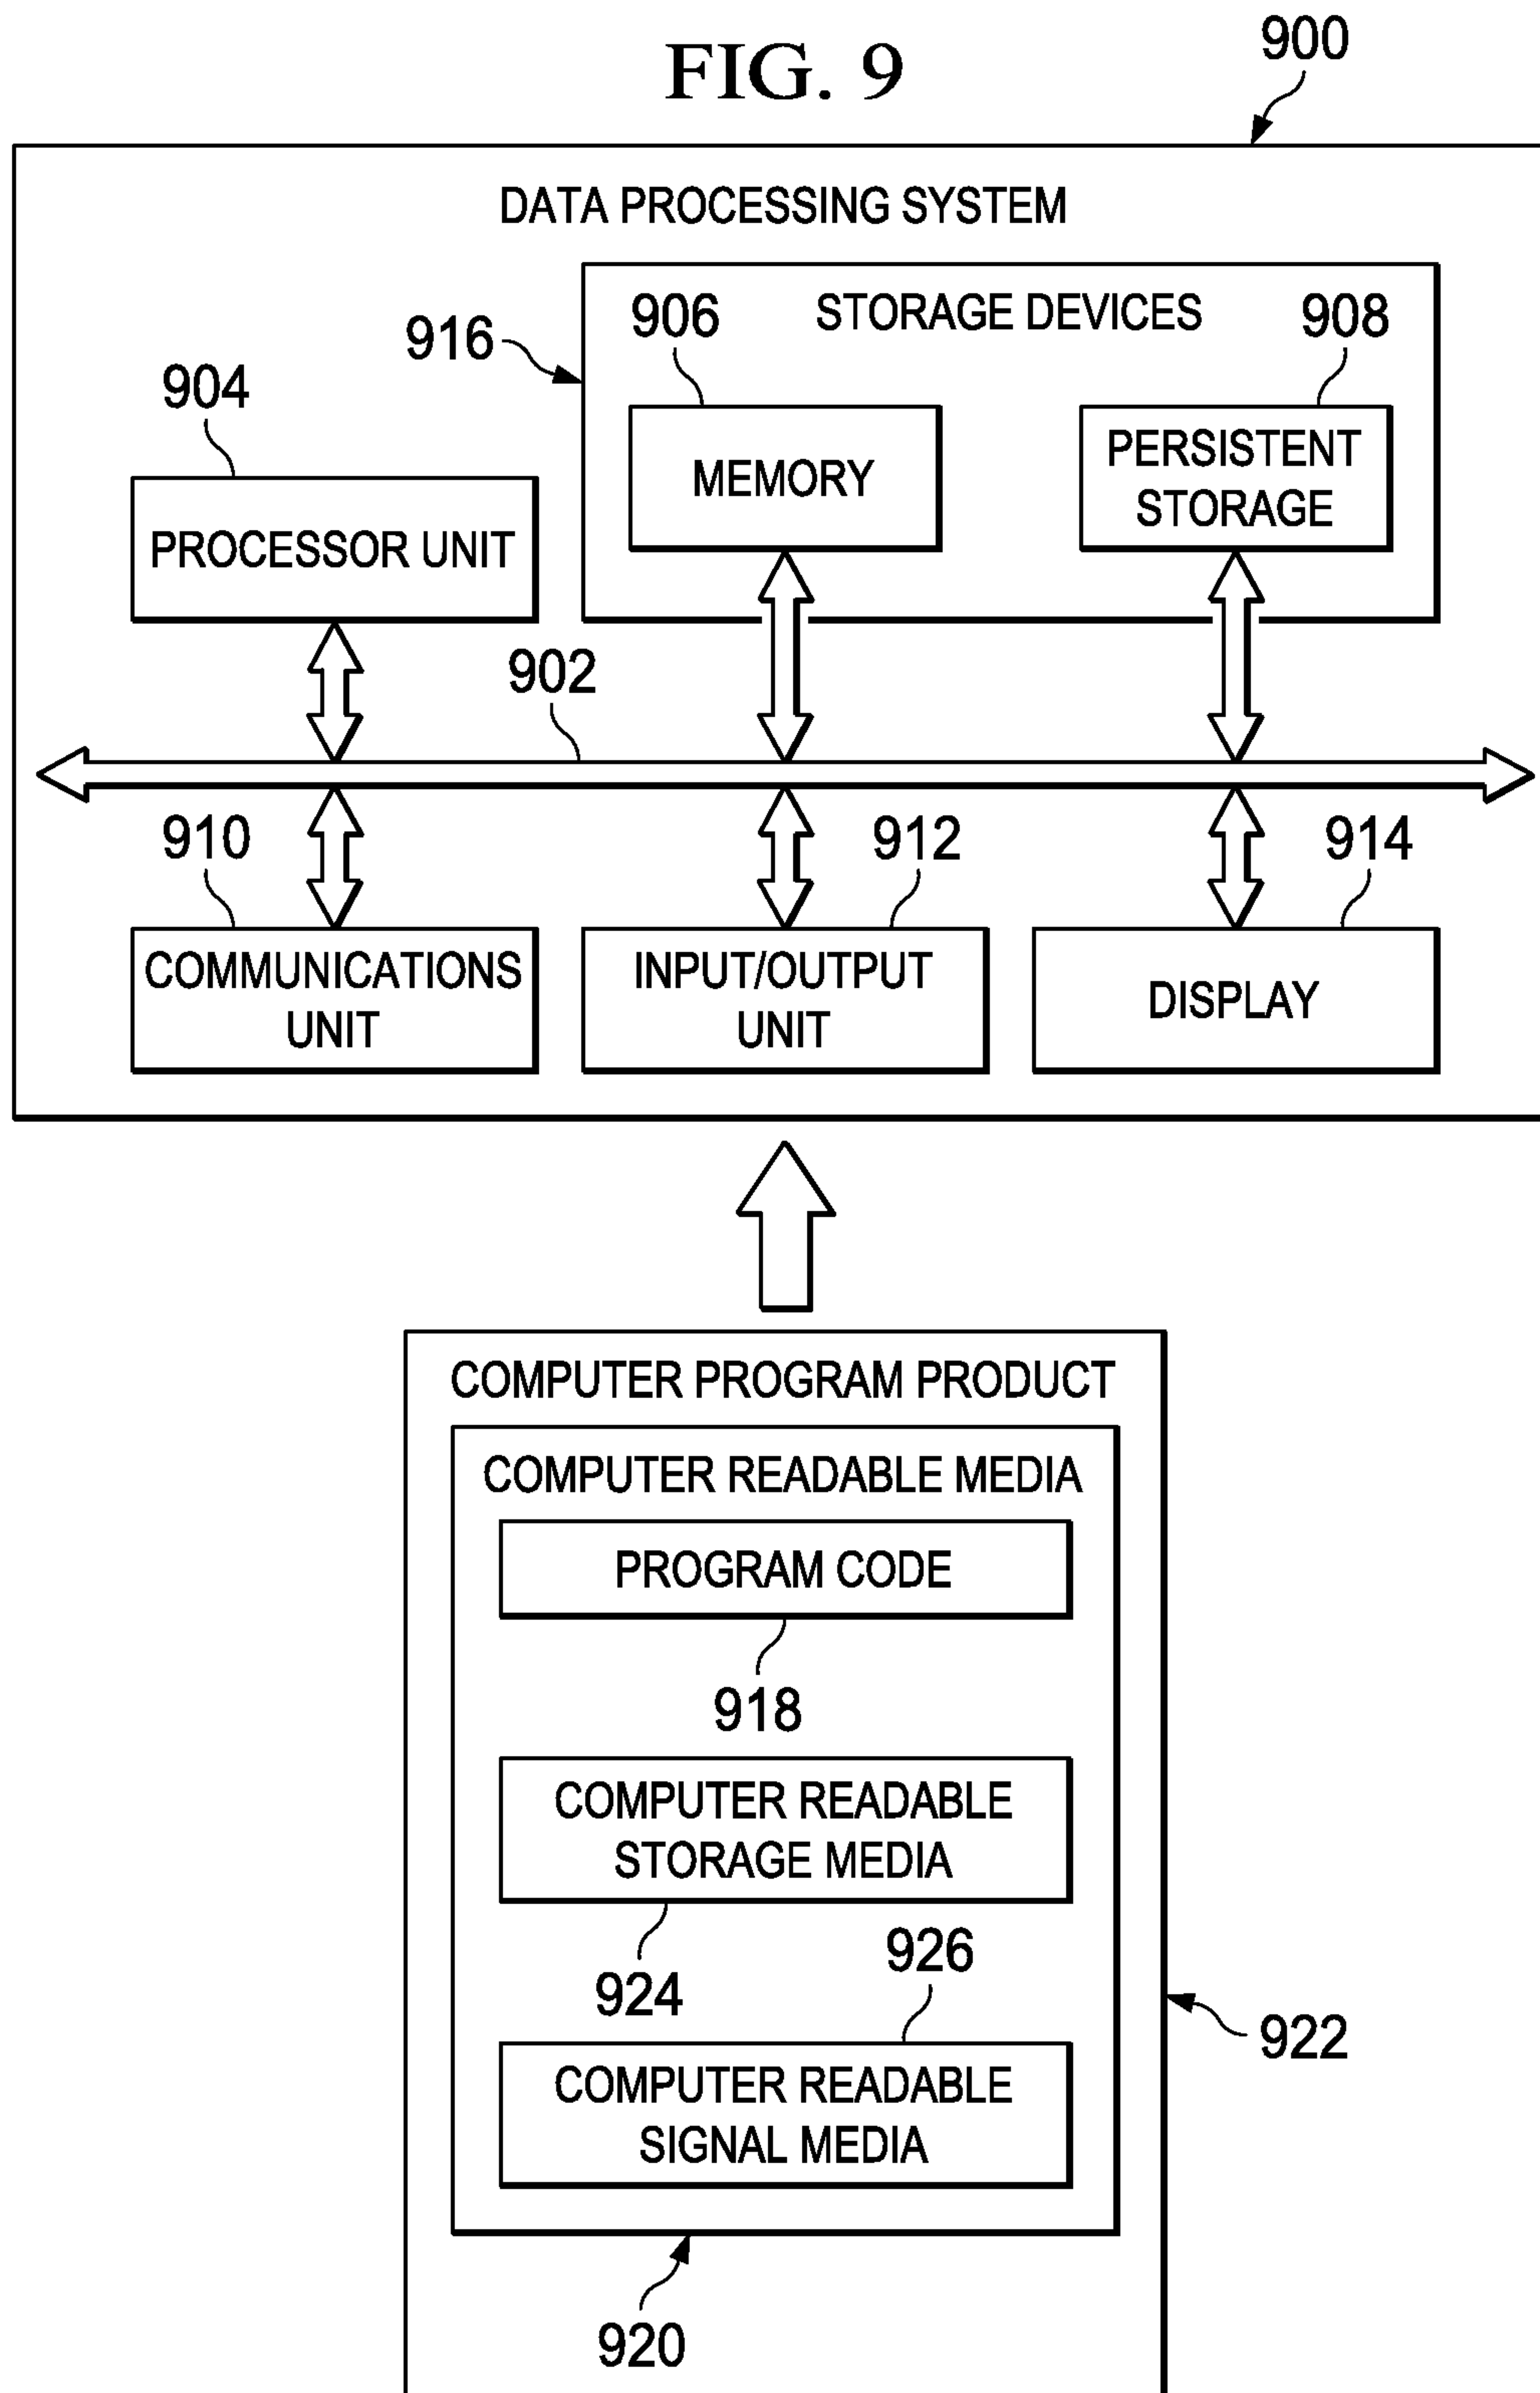 FIG. 9
900
DATA PROCESSING SYSTEM
916
906
STORAGE DEVICES
908
904
MEMORY
PERSISTENT
STORAGE
PROCESSOR UNIT
902
910
912
914
COMMUNICATIONS
UNIT
INPUT/OUTPUT
UNIT
DISPLAY
COMPUTER PROGRAM PRODUCT
COMPUTER READABLE MEDIA
PROGRAM CODE
918
COMPUTER READABLE
STORAGE MEDIA
924
926
922
COMPUTER READABLE
SIGNAL MEDIA
920